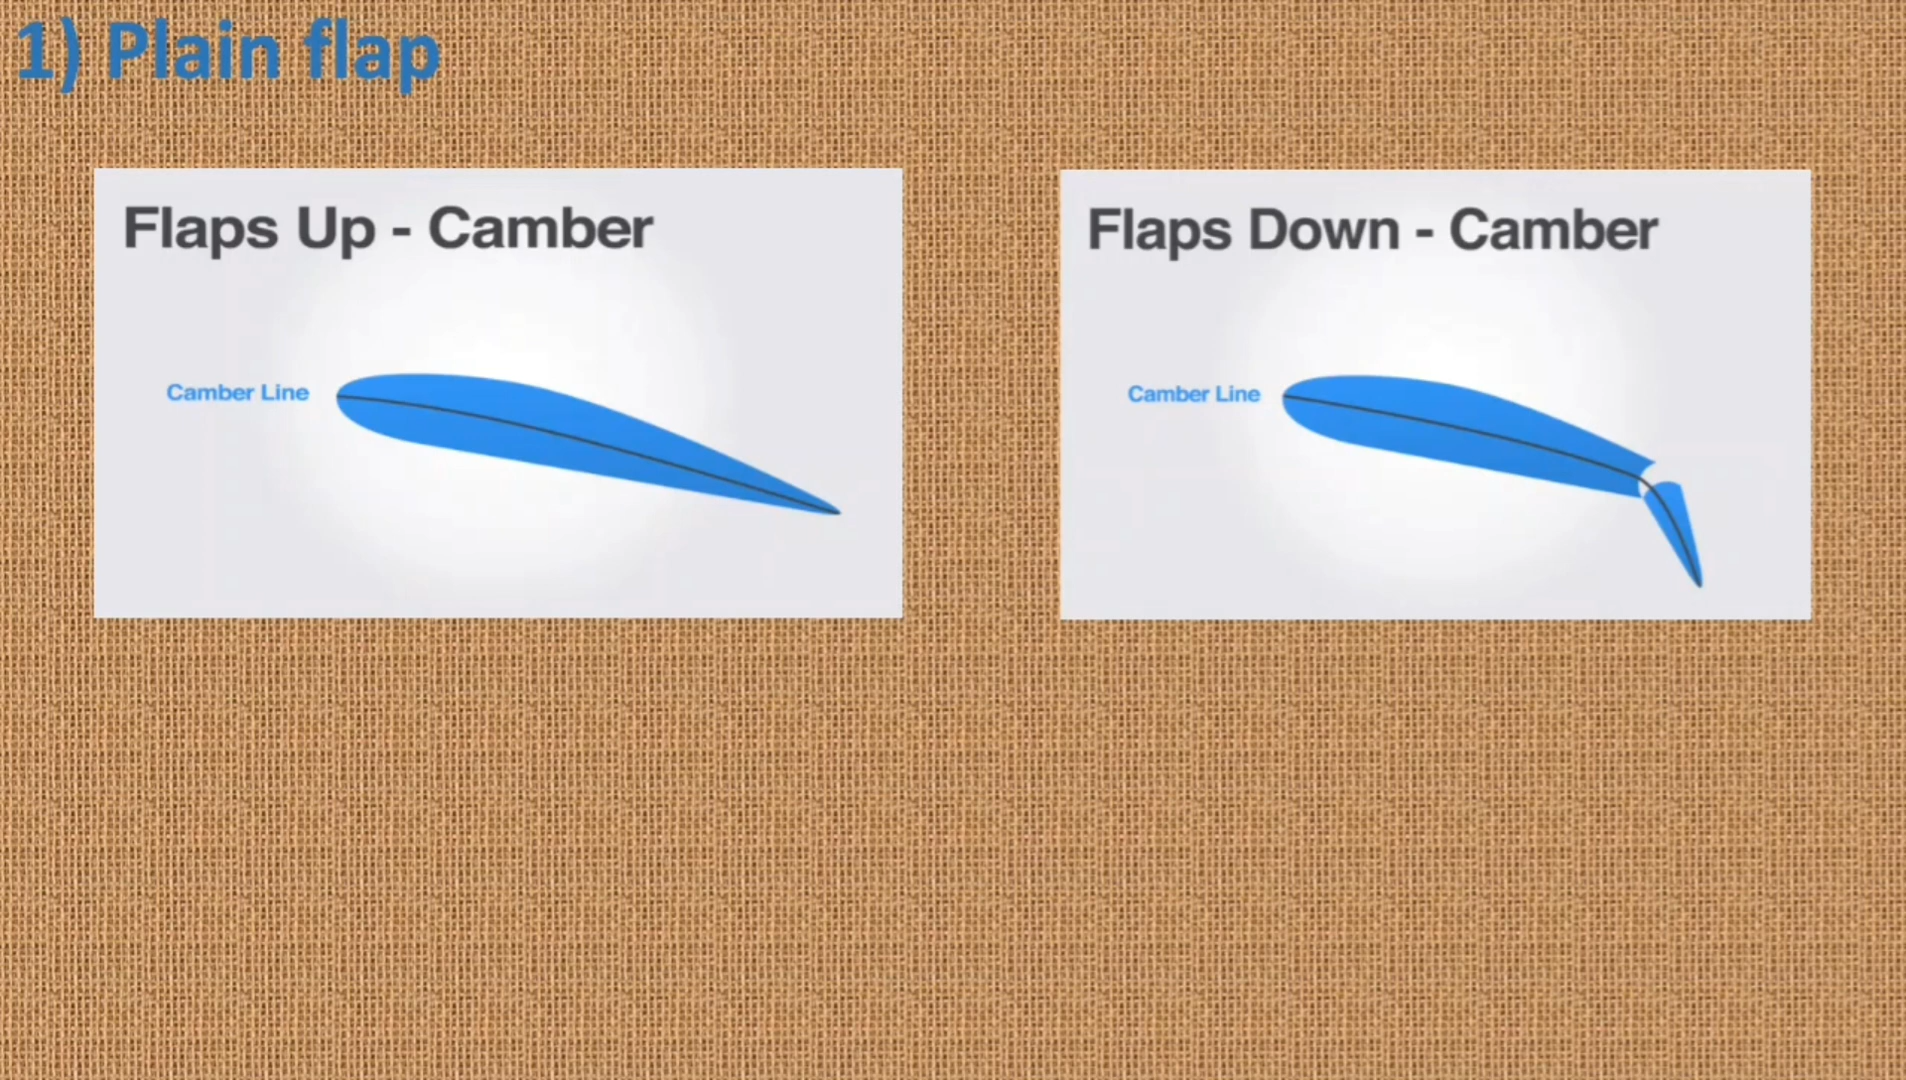 1) Plain flap
Flaps Up - Camber
Camber Line
Flaps Down - Camber
Camber Line